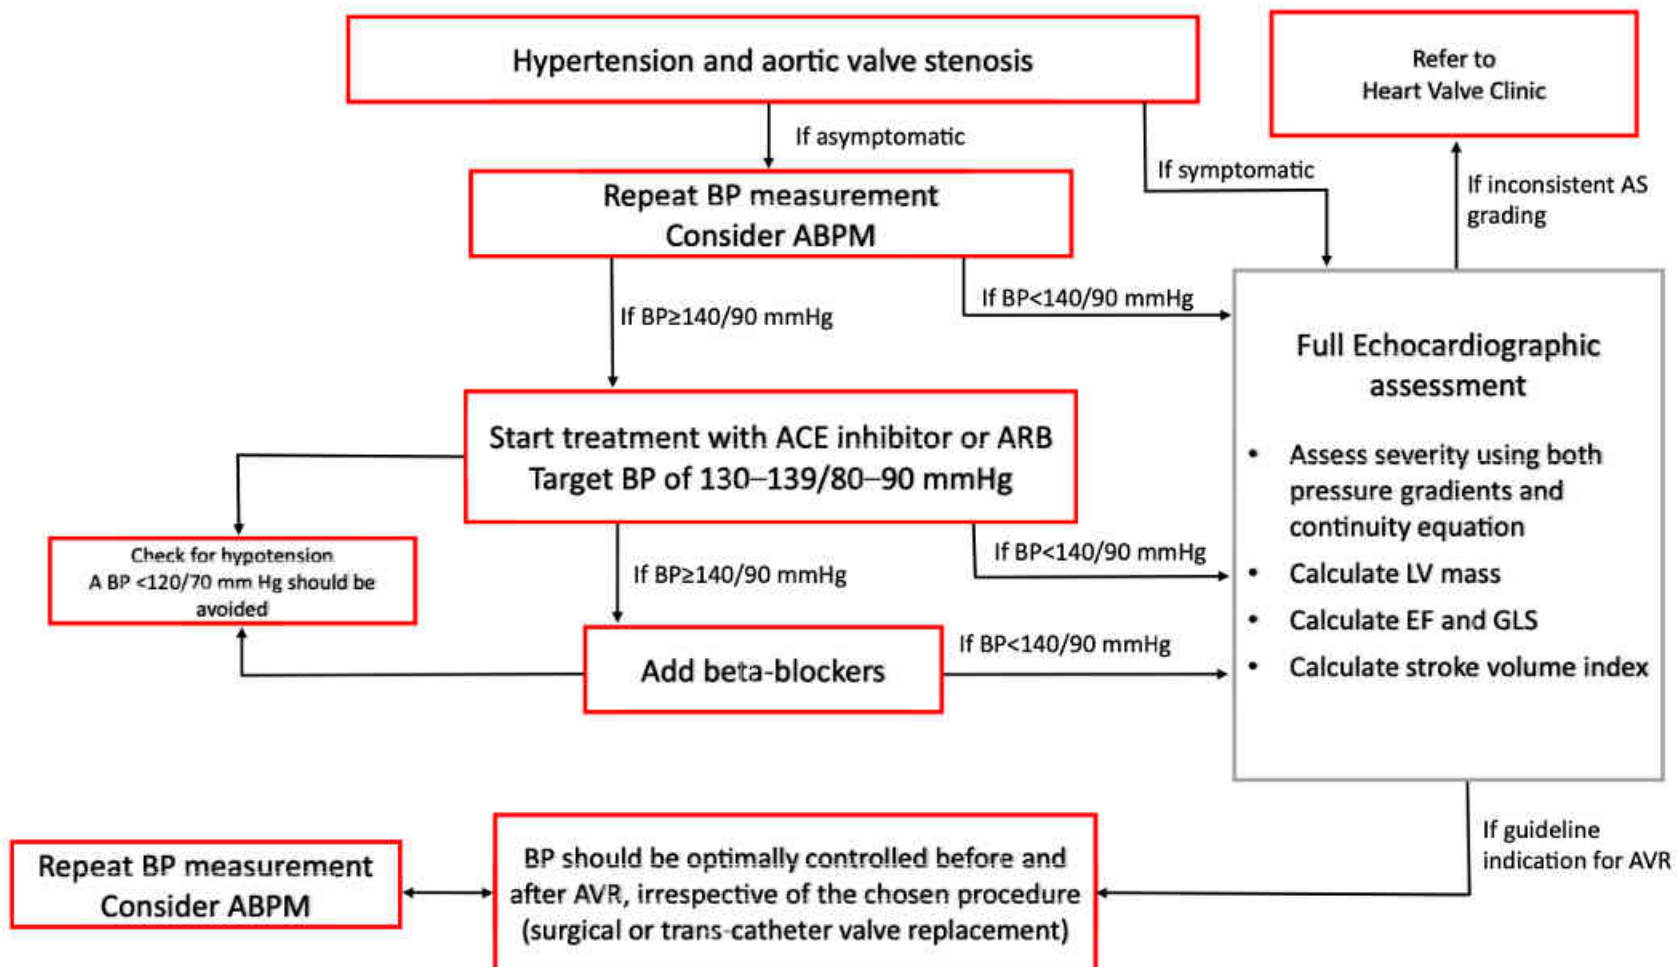 Hypertension and aortic valve stenosis
Refer to
Heart Valve Clinic
If asymptomatic
If symptomatic
If inconsistent AS
grading
Repeat BP measurement
Consider ABPM
If BP≥140/90 mmHg
If BP<140/90 mmHg
Full Echocardiographic
assessment
• Assess severity using both
pressure gradients and
continuity equation
• Calculate LV mass
• Calculate EF and GLS
• Calculate stroke volume index
Start treatment with ACE inhibitor or ARB
Target BP of 130–139/80–90 mmHg
Check for hypotension
A BP <120/70 mm Hg should be
avoided
If BP≥140/90 mmHg
If BP<140/90 mmHg
Add beta-blockers
If BP<140/90 mmHg
If guideline
indication for AVR
Repeat BP measurement
Consider ABPM
BP should be optimally controlled before and
after AVR, irrespective of the chosen procedure
(surgical or trans-catheter valve replacement)